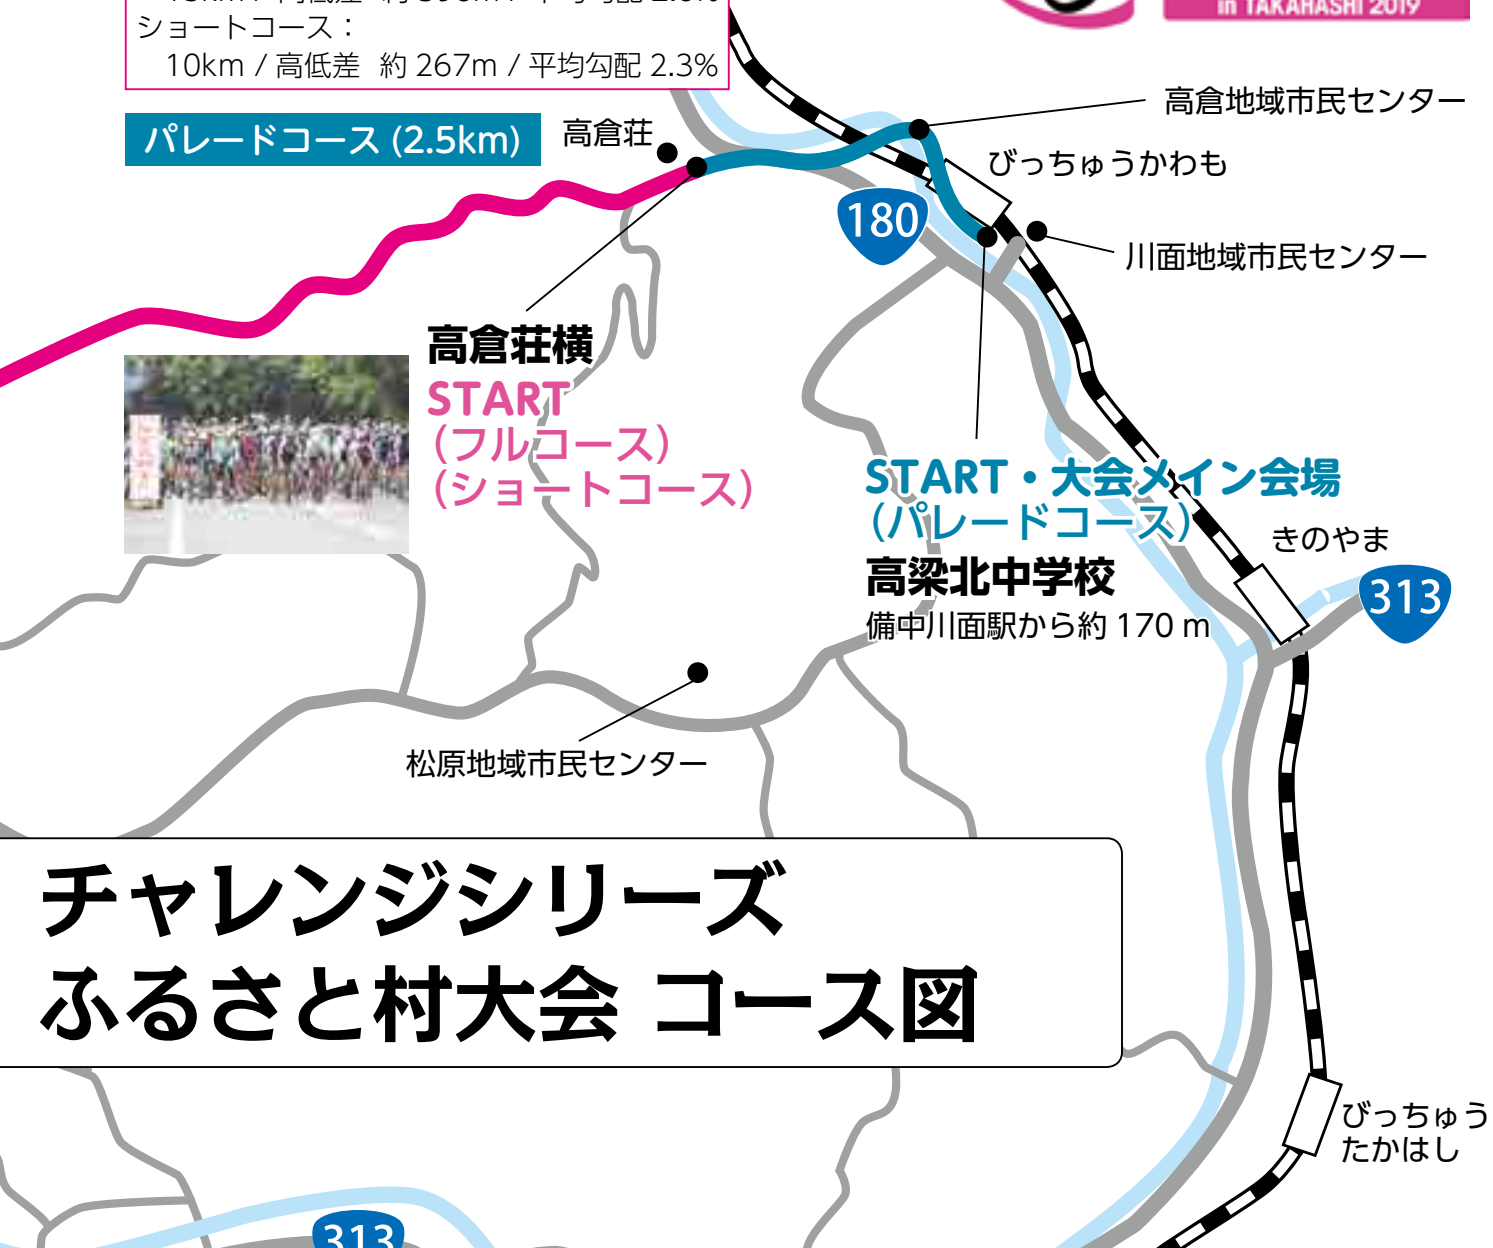 in TAKAHASHI 2019
ショートコース：
10km / 高低差 約 267m / 平均勾配 2.3%
パレードコース (2.5km)
高倉荘
高倉地域市民センター
びっちゅうかわも
180
川面地域市民センター
高倉荘横
START
（フルコース）
（ショートコース）
START・大会メイン会場
（パレードコース）
高梁北中学校
備中川面駅から約 170 m
きのやま
313
松原地域市民センター
チャレンジシリーズ
ふるさと村大会 コース図
びっちゅう
たかはし
313